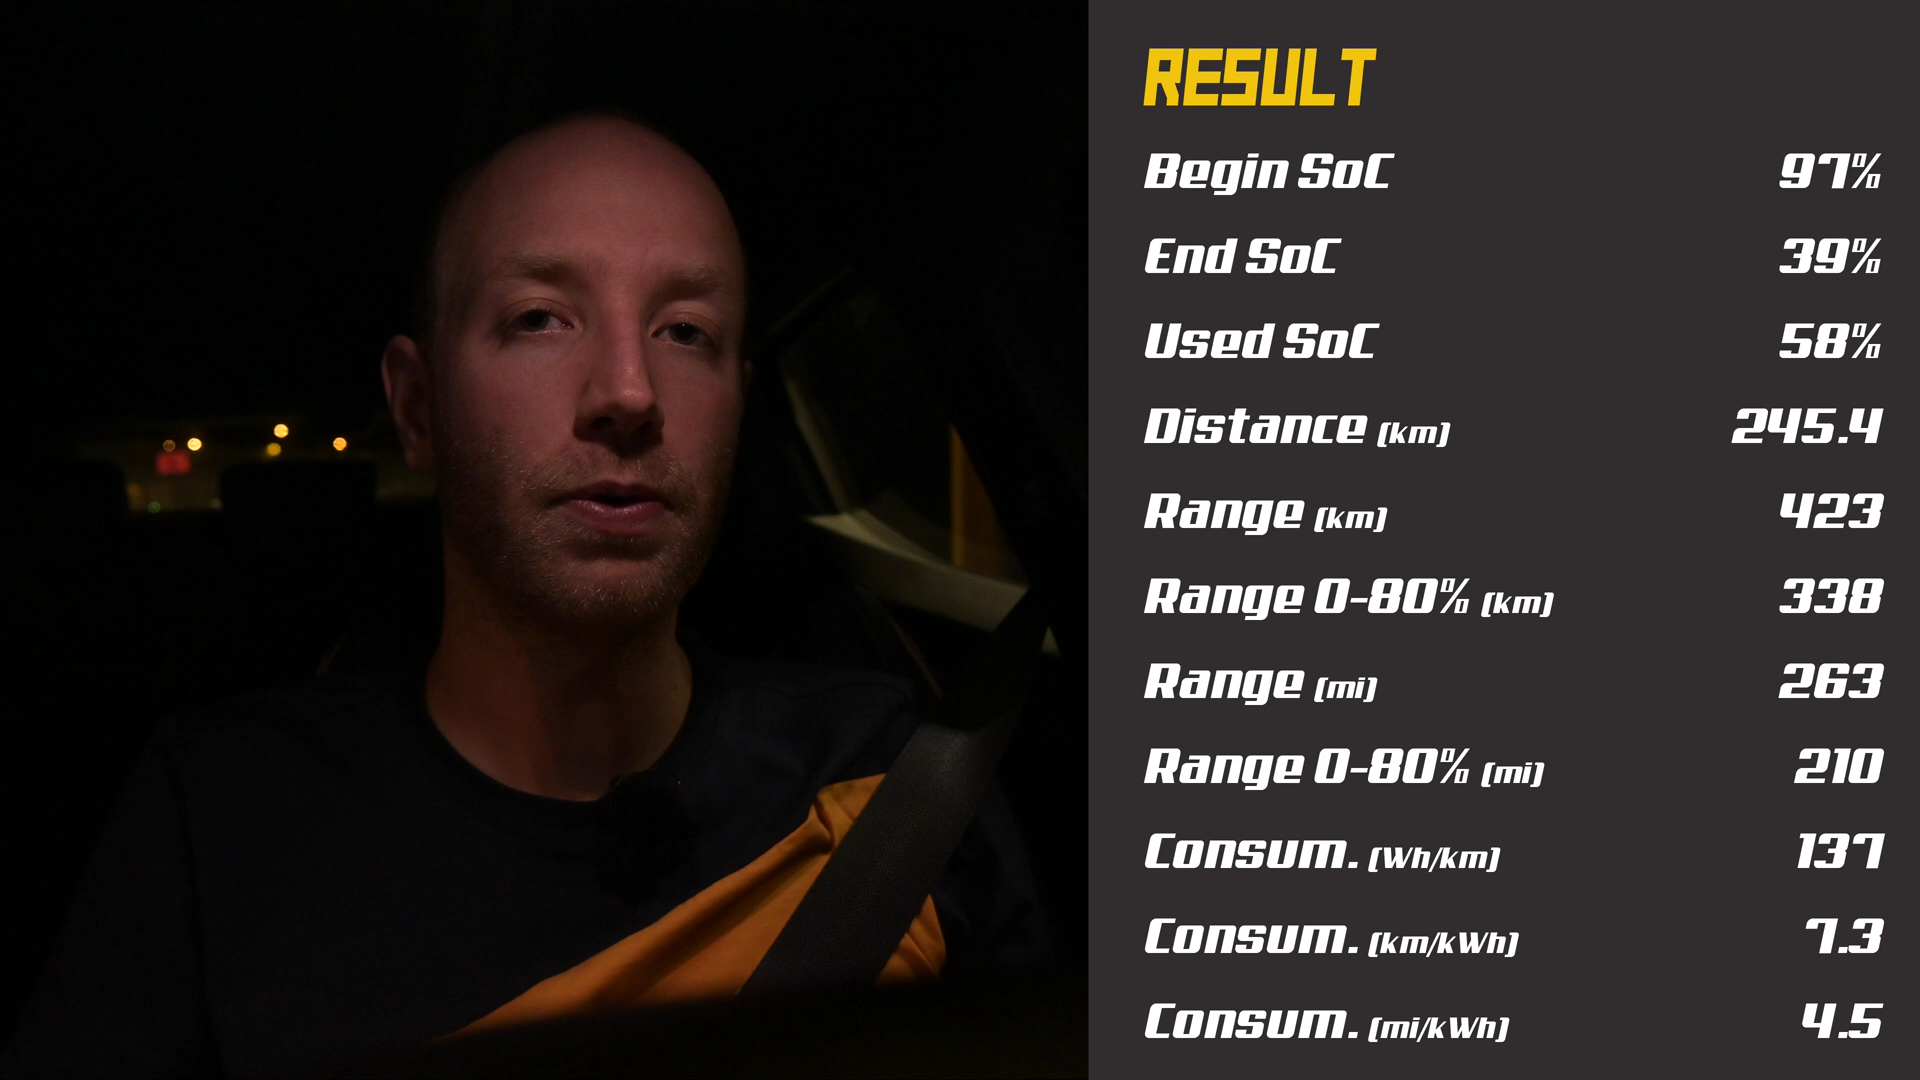 RESULT
Begin SoC 97%
End SoC 39%
Used SoC 58%
Distance (km) 245.4
Range (km) 423
Range 0-80% (km) 338
Range (mi) 263
Range 0-80% (mi) 210
Consum. (Wh/km) 137
Consum. (km/kWh) 7.3
Consum. (mi/kWh) 4.5